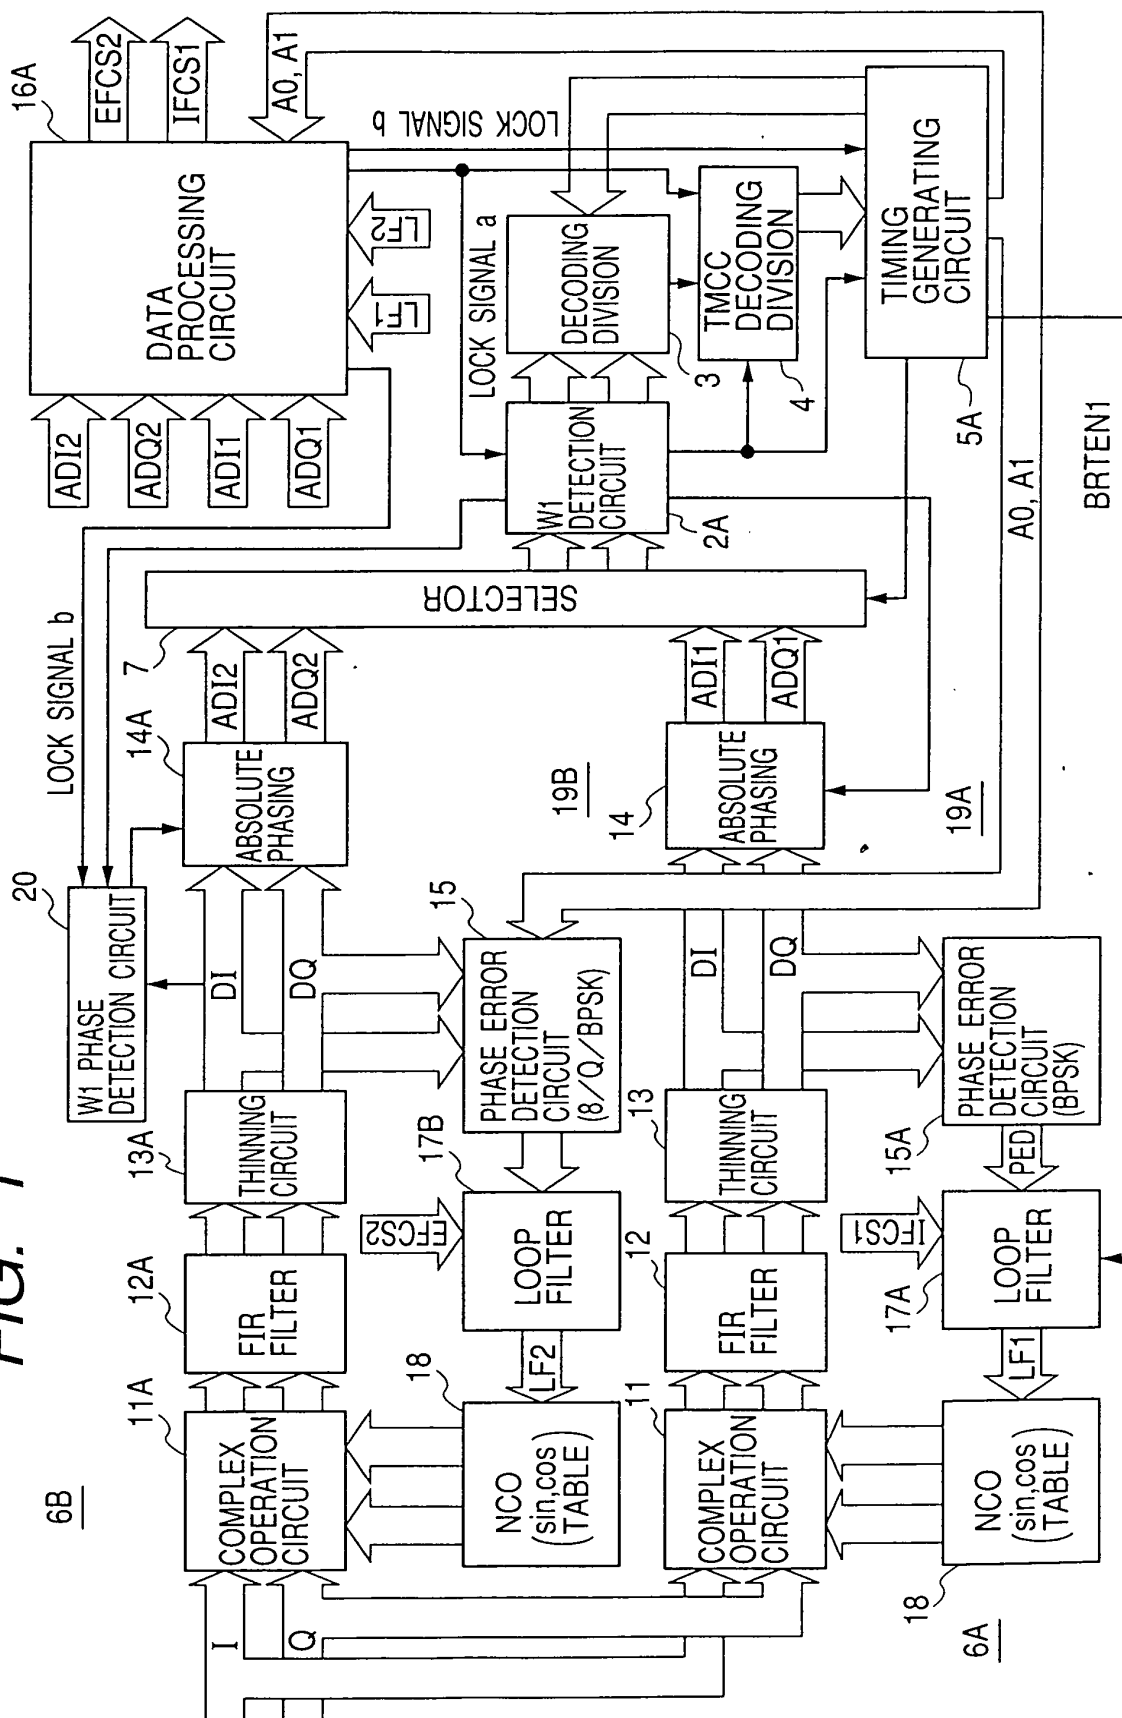 FIG. 1
6B
I
Q
11A
COMPLEX
OPERATION
CIRCUIT
12A
FIR
FILTER
13A
THINNING
CIRCUIT
DI
DQ
20
W1 PHASE
DETECTION CIRCUIT
LOCK SIGNAL b
14A
ABSOLUTE
PHASING
ADI2
ADQ2
7
SELECTOR
18
NCO
(sin,cos
TABLE)
LF2
EFCS2
17B
LOOP
FILTER
15
PHASE ERROR
DETECTION
CIRCUIT
(8/Q/BPSK)
19B
11
COMPLEX
OPERATION
CIRCUIT
12
FIR
FILTER
13
THINNING
CIRCUIT
DI
DQ
14
ABSOLUTE
PHASING
ADI1
ADQ1
19A
6A
18
NCO
(sin,cos
TABLE)
LF1
IFCS1
17A
LOOP
FILTER
PED
15A
PHASE ERROR
DETECTION
CIRCUIT
(BPSK)
ADI2
ADQ2
ADI1
ADQ1
16A
DATA
PROCESSING
CIRCUIT
EFCS2
IFCS1
A0, A1
LF1
LF2
LOCK SIGNAL a
LOCK SIGNAL b
W1
DETECTION
CIRCUIT
2A
DECODING
DIVISION
3
TMCC
DECODING
DIVISION
4
TIMING
GENERATING
CIRCUIT
5A
A0, A1
BRTEN1